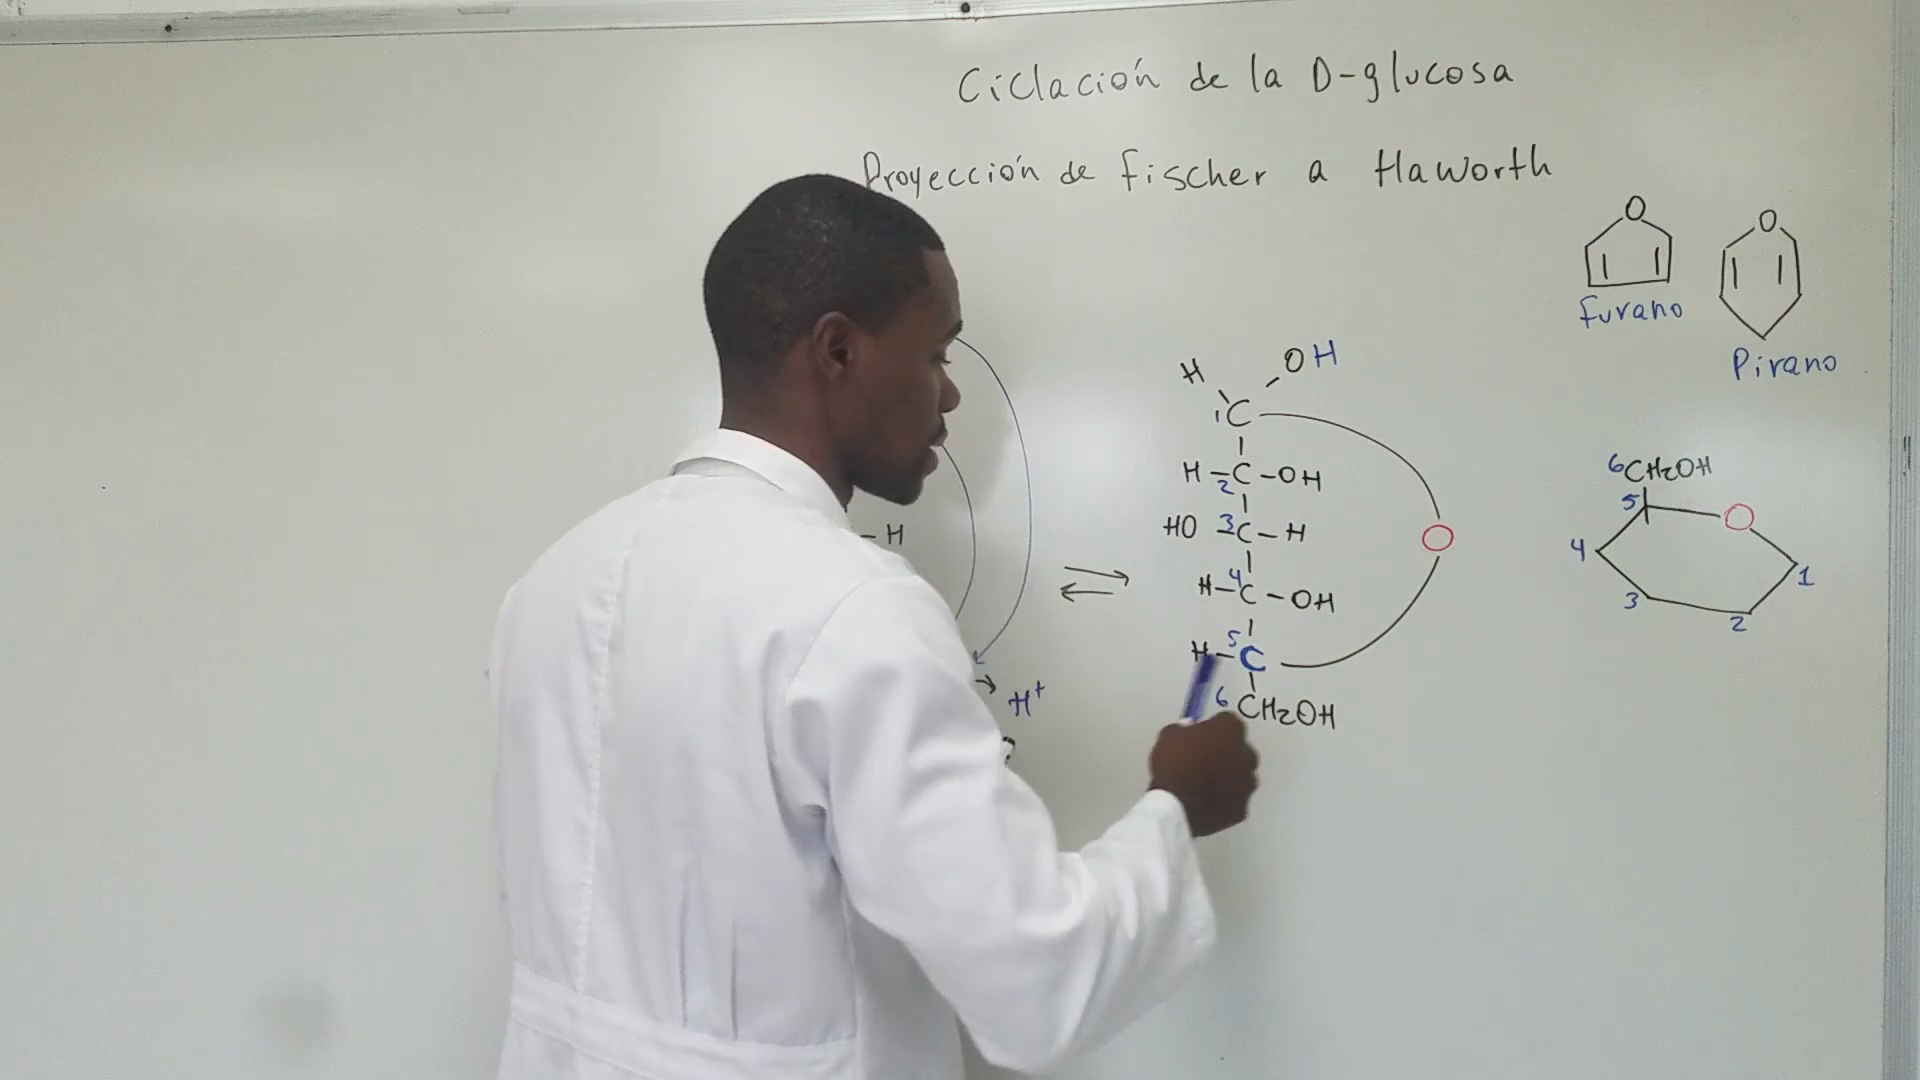 Ciclación de la D-glucosa
Proyección de fischer a Haworth
O O
furano
Pirano
H OH
1C
H-2C-OH
HO 3C-H
H-4C-OH
H-5C
6CH2OH
O
-H
H+
6CH2OH
5 O
4 1
3 2